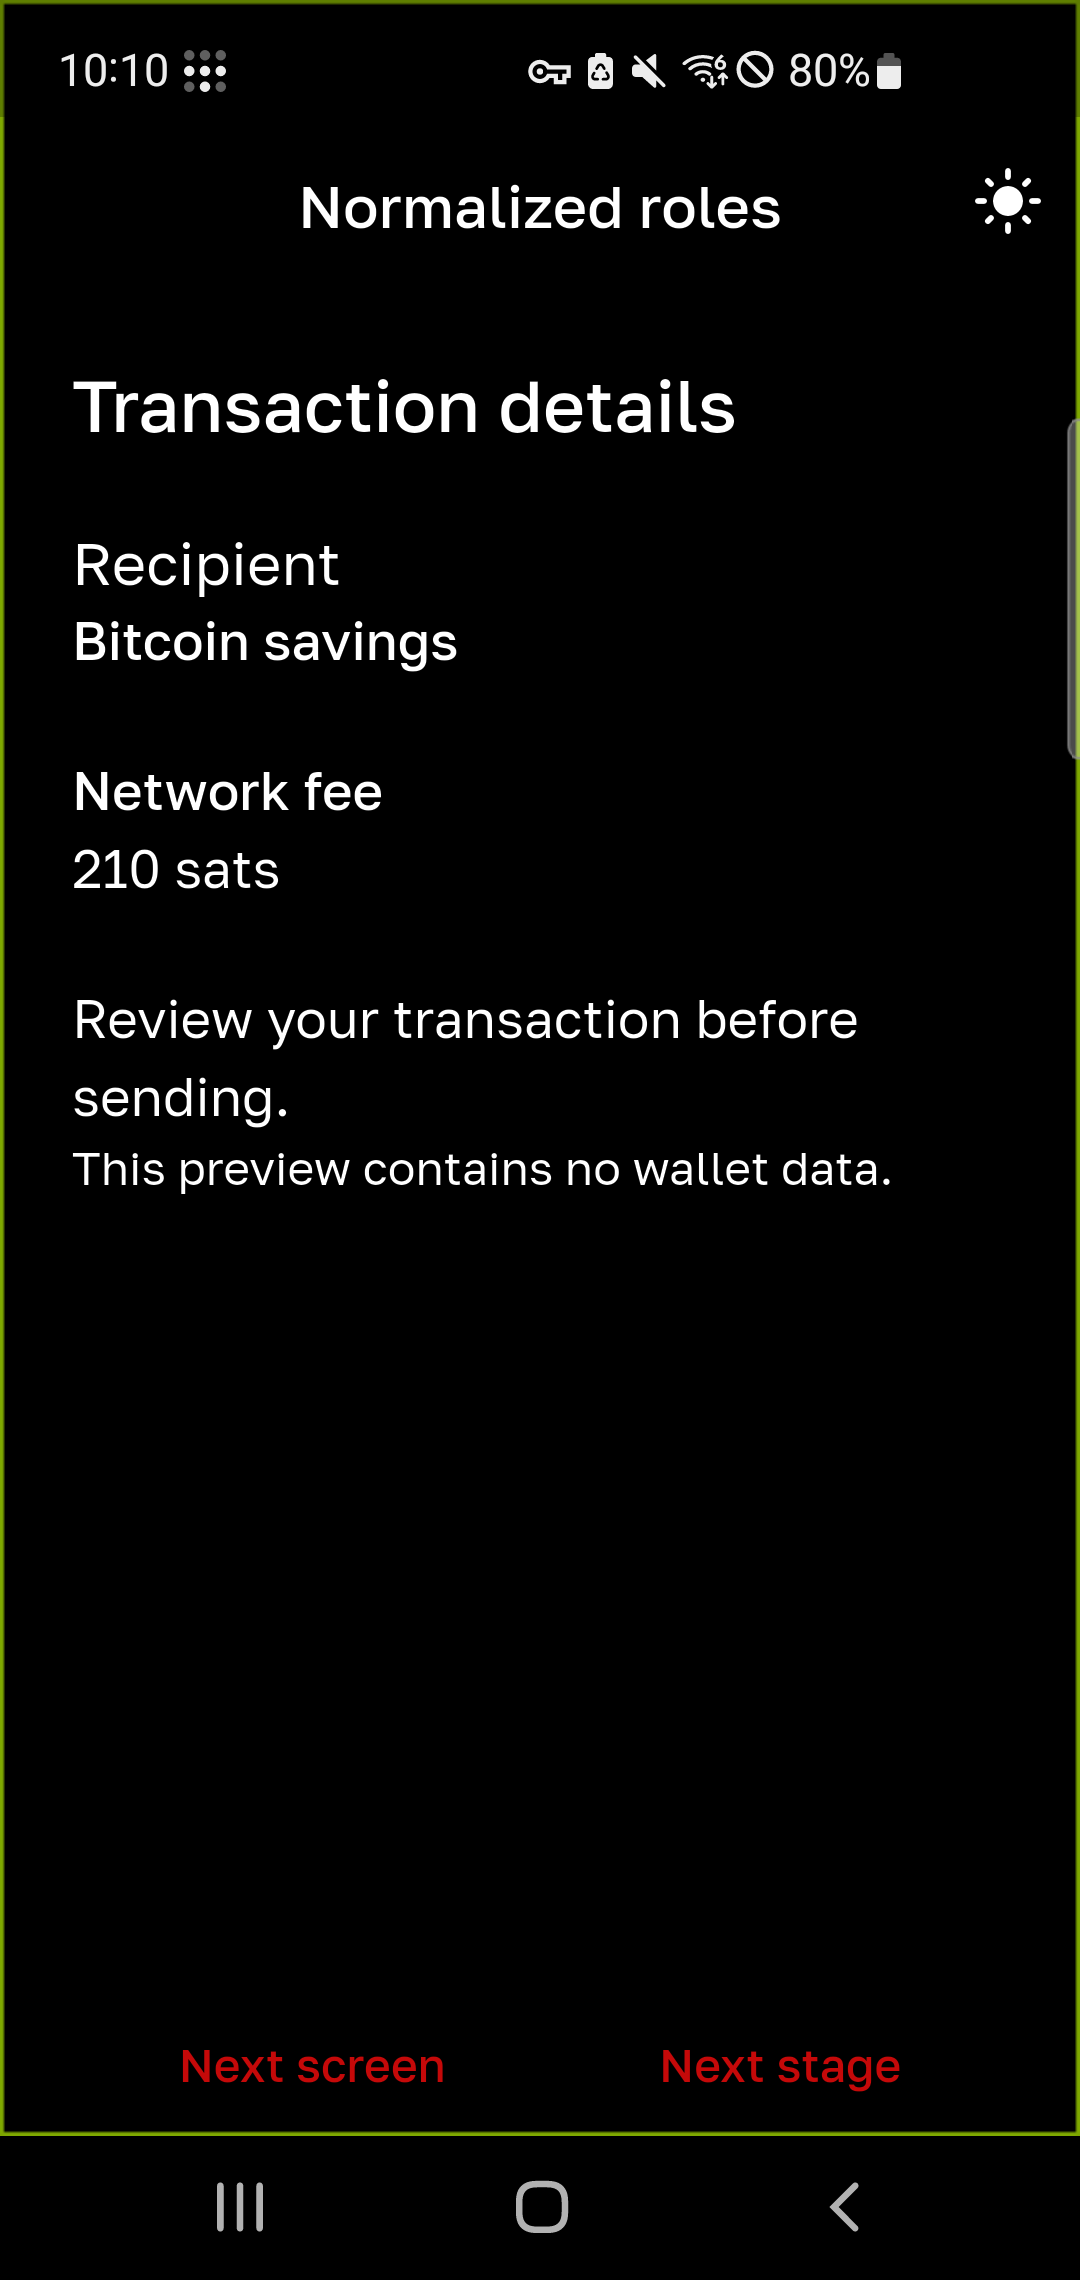 10:10 80%
Normalized roles
Transaction details
Recipient
Bitcoin savings
Network fee
210 sats
Review your transaction before
sending.
This preview contains no wallet data.
Next screen Next stage